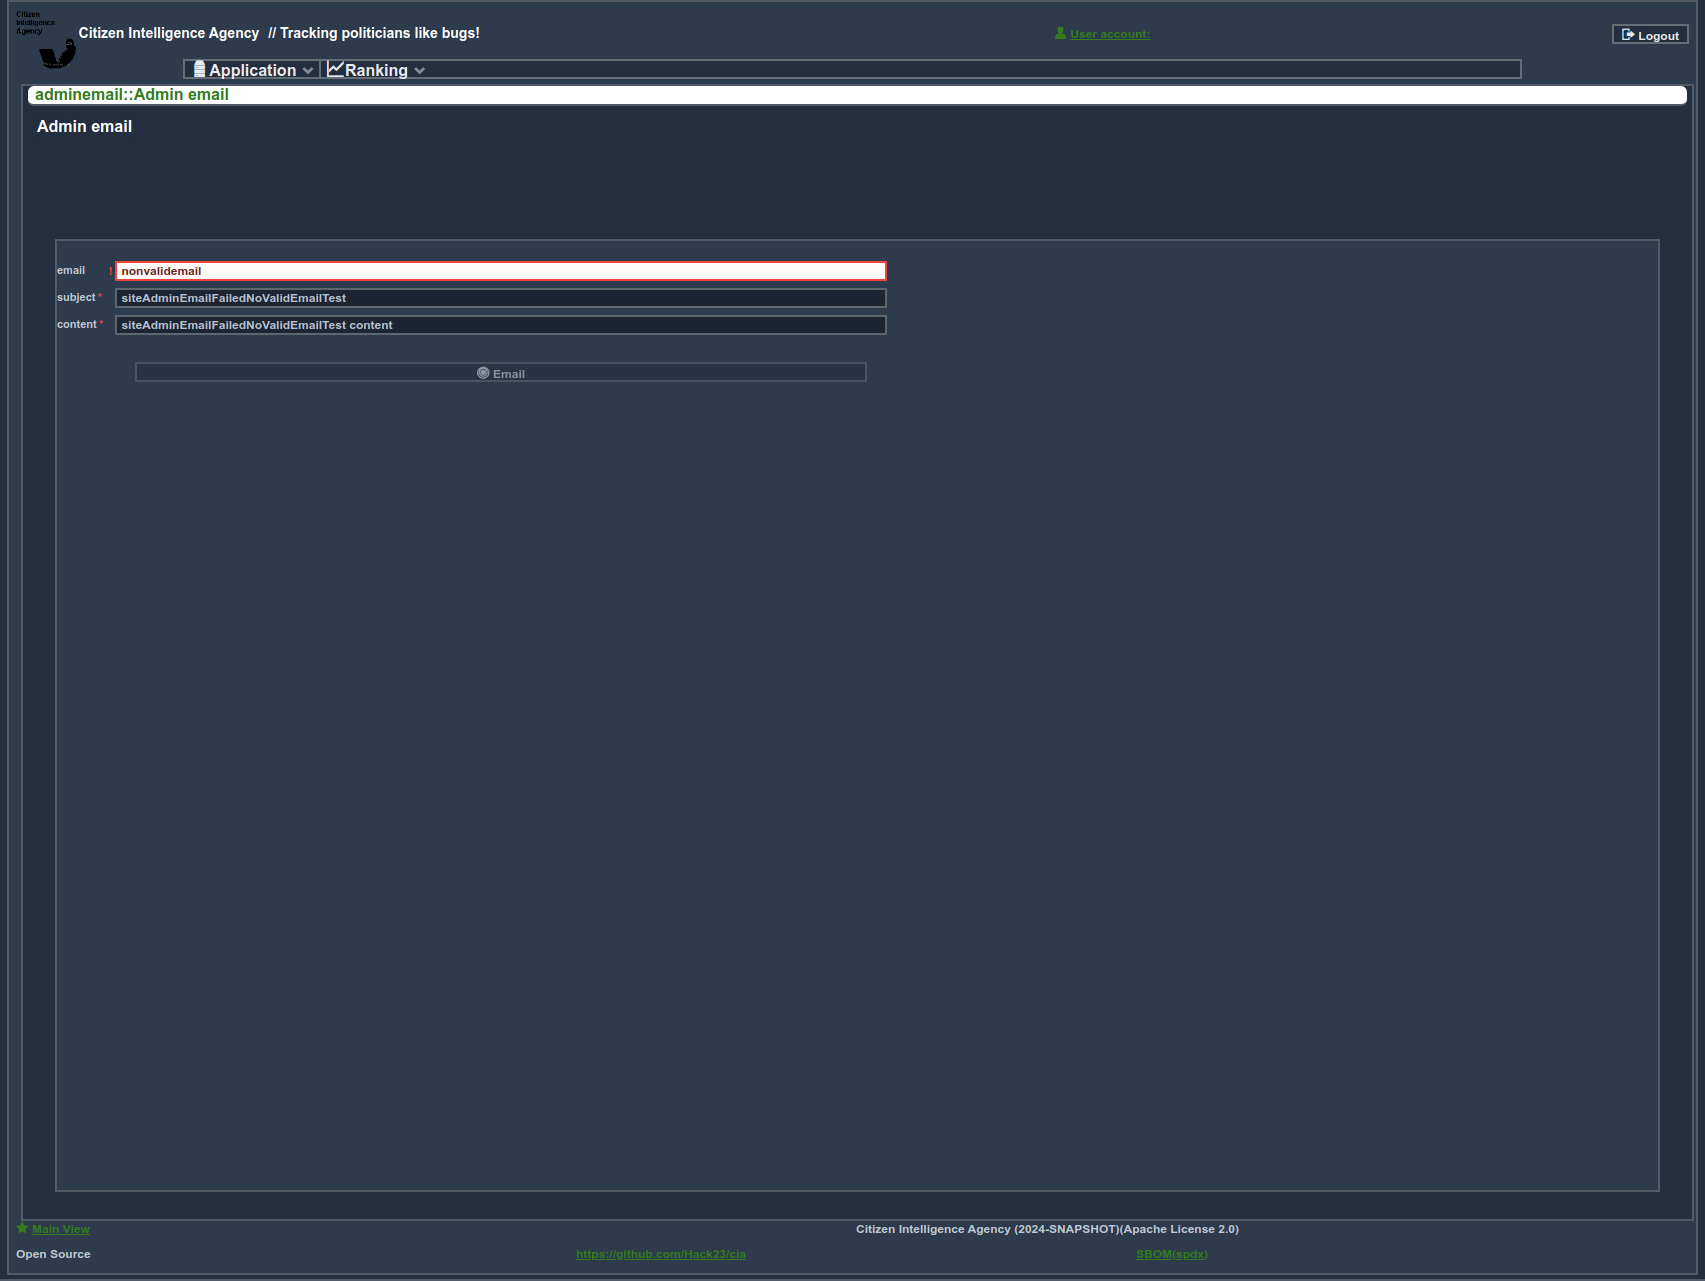 Citizen
Intelligence
Agency
Citizen Intelligence Agency // Tracking politicians like bugs!
User account:
Logout
Application
Ranking
adminemail::Admin email
Admin email
email ! nonvalidemail
subject * siteAdminEmailFailedNoValidEmailTest
content * siteAdminEmailFailedNoValidEmailTest content
Email
Main View
Citizen Intelligence Agency (2024-SNAPSHOT)(Apache License 2.0)
Open Source
https://github.com/Hack23/cia
SBOM(spdx)